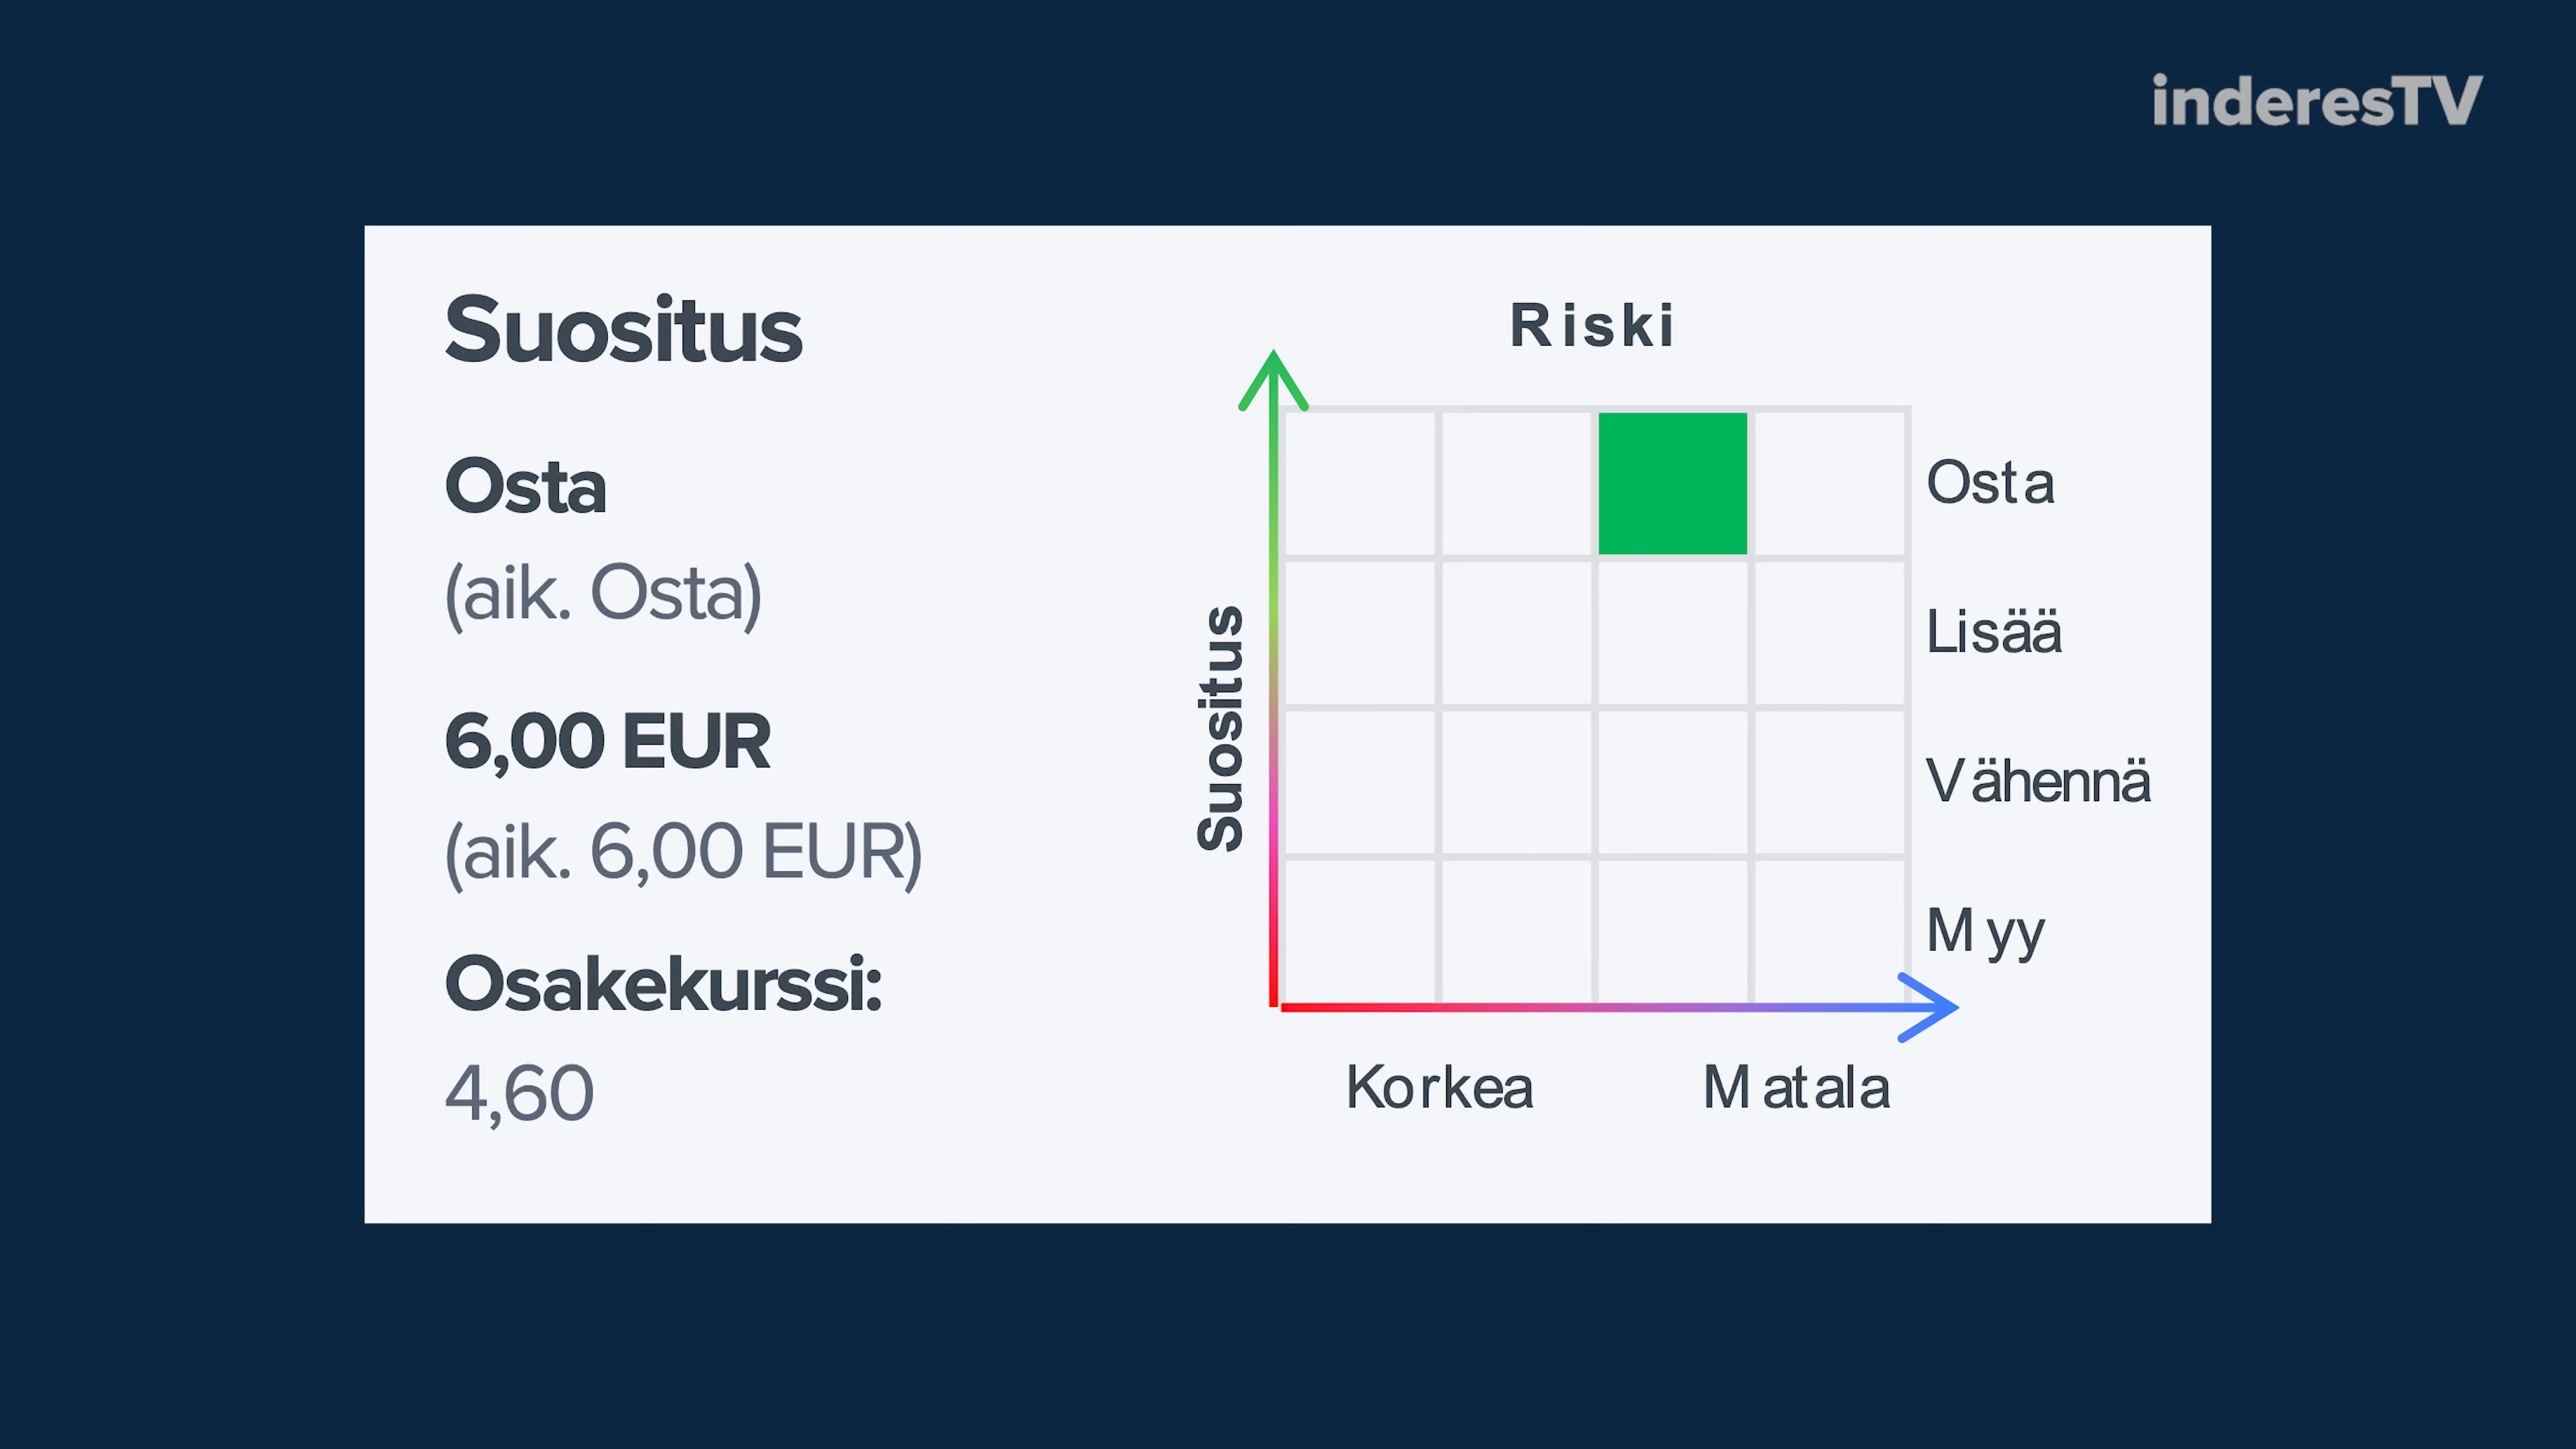 inderesTV
Suositus
Osta
(aik. Osta)
6,00 EUR
(aik. 6,00 EUR)
Osakekurssi:
4,60
Riski
Suositus
Osta
Lisää
Vähennä
Myy
Korkea
Matala